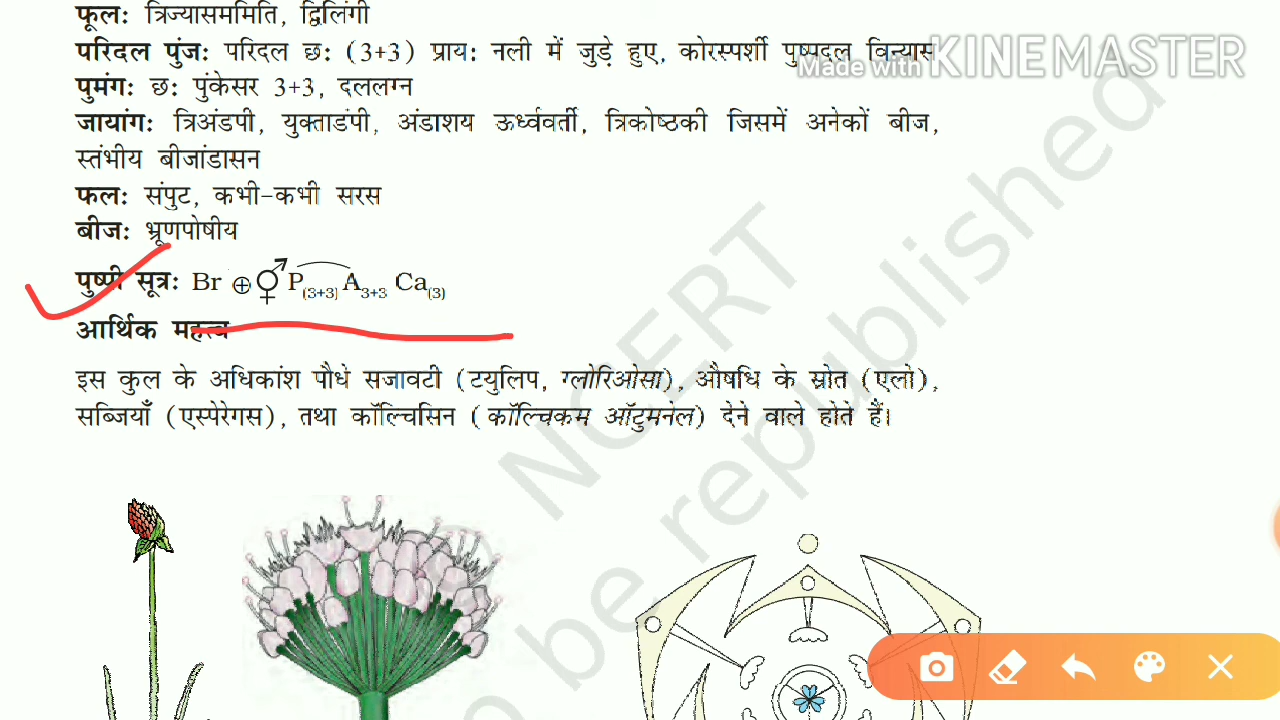 फूल: त्रिज्यासममिति, द्विलिंगी
परिदल पुंज: परिदल छ: (3+3) प्राय: नली में जुड़े हुए, कोरस्पर्शी पुष्पदल विन्यास
Made with KINEMASTER
पुमंग: छ: पुंकेसर 3+3, दललग्न
जायांग: त्रिअंडपी, युक्ताडंपी, अंडाशय ऊर्ध्ववर्ती, त्रिकोष्ठकी जिसमें अनेकों बीज,
स्तंभीय बीजांडासन
फल: संपुट, कभी-कभी सरस
बीज: भ्रूणपोषीय
पुष्पी सूत्र: Br ⊕ ⚥ P(3+3) A3+3 Ca(3)
आर्थिक महत्व
इस कुल के अधिकांश पौधे सजावटी (टयुलिप, ग्लोरिओसा), औषधि के स्रोत (एलो),
सब्जियाँ (एस्पेरेगस), तथा कॉल्चिसिन (कॉल्चिकम ऑटुमनेल) देने वाले होते हैं।
NCERT
be republished